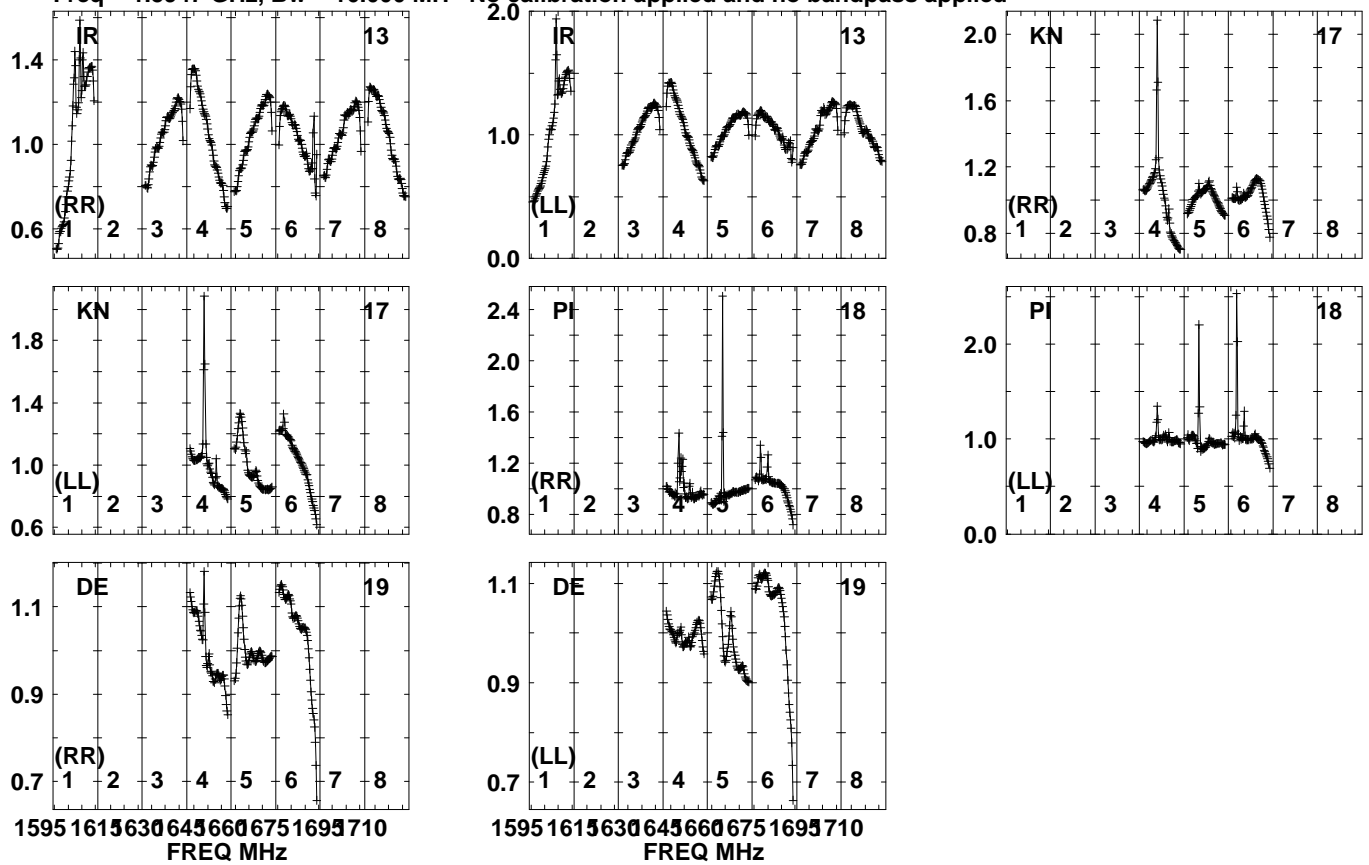 No calibration applied and no bandpass applied
IR 13 IR 13 KN 17
1.4 2.0 2.0
1.8
1.6
1.0 1.0 1.4
1.2
1.0
(RR) (LL) (RR)
0.6 1 2 3 4 5 6 7 8 0.0 1 2 3 4 5 6 7 8 0.8 1 2 3 4 5 6 7 8
KN 17 PI 18 PI 18
1.8 2.4 2.0
2.0
1.4 1.6
1.0 1.2 1.0
(LL) (RR) (LL)
0.6 1 2 3 4 5 6 7 8 0.8 1 2 3 4 5 6 7 8 0.0 1 2 3 4 5 6 7 8
DE 19 DE 19
1.1 1.1
0.9 0.9
(RR) (LL)
0.7 1 2 3 4 5 6 7 8 0.7 1 2 3 4 5 6 7 8
1595 1615 1630 1645 1660 1675 1695 1710 1595 1615 1630 1645 1660 1675 1695 1710
FREQ MHz FREQ MHz